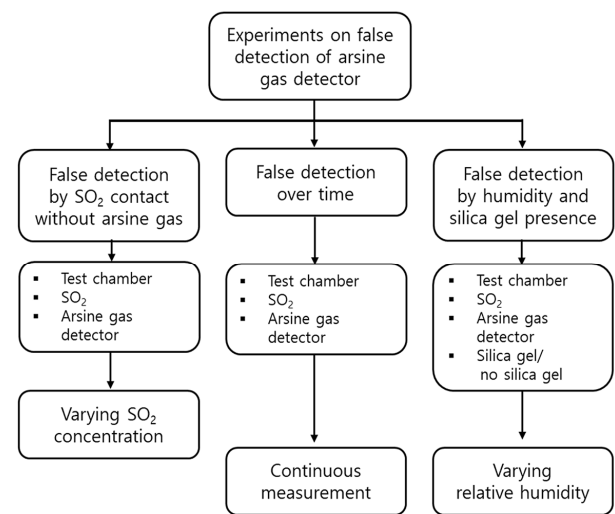 Experiments on false
detection of arsine
gas detector
False detection
by SO₂ contact
without arsine gas
False detection
over time
False detection
by humidity and
silica gel presence
▪ Test chamber
▪ SO₂
▪ Arsine gas
detector
▪ Test chamber
▪ SO₂
▪ Arsine gas
detector
▪ Test chamber
▪ SO₂
▪ Arsine gas
detector
▪ Silica gel/
no silica gel
Varying SO₂
concentration
Continuous
measurement
Varying
relative humidity